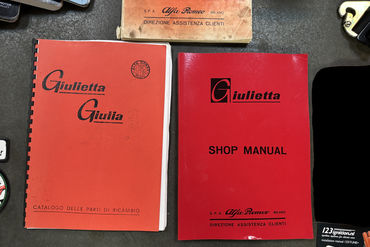 S.P.A. Alfa Romeo MILANO
DIREZIONE ASSISTENZA CLIENTI
Giulietta
Giulia
CATALOGO DELLE PARTI DI RICAMBIO
Giulietta
SHOP MANUAL
S.P.A. Alfa Romeo MILANO
DIREZIONE ASSISTENZA CLIENTI
123